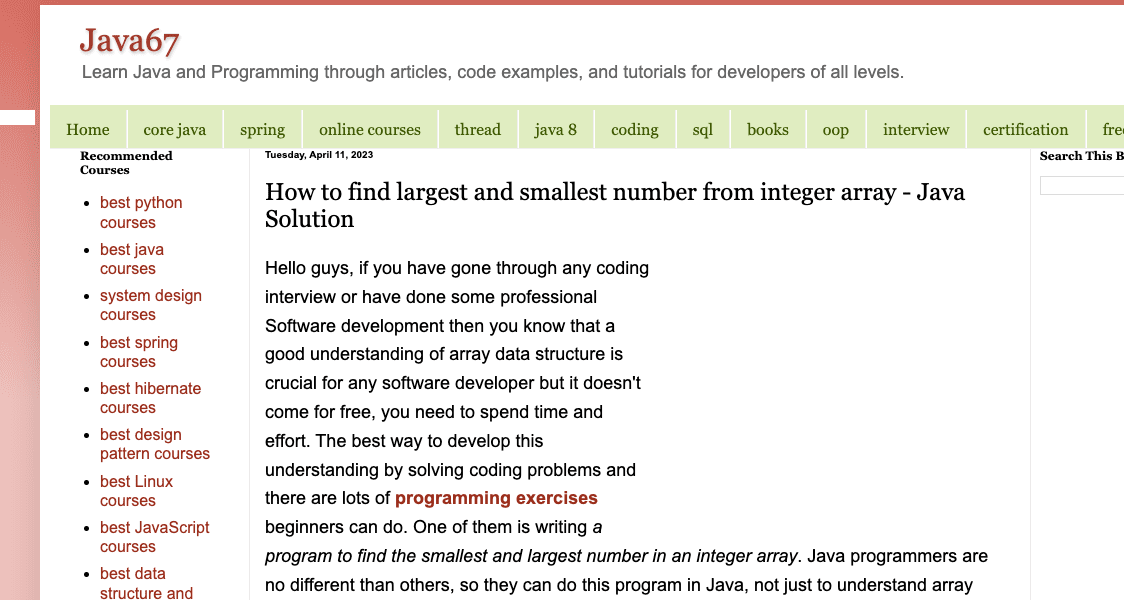 Java67
Learn Java and Programming through articles, code examples, and tutorials for developers of all levels.
Home core java spring online courses thread java 8 coding sql books oop interview certification
Recommended
Courses
best python
courses
best java
courses
system design
courses
best spring
courses
best hibernate
courses
best design
pattern courses
best Linux
courses
best JavaScript
courses
best data
structure and
Tuesday, April 11, 2023
How to find largest and smallest number from integer array - Java
Solution
Hello guys, if you have gone through any coding
interview or have done some professional
Software development then you know that a
good understanding of array data structure is
crucial for any software developer but it doesn't
come for free, you need to spend time and
effort. The best way to develop this
understanding by solving coding problems and
there are lots of programming exercises
beginners can do. One of them is writing a
program to find the smallest and largest number in an integer array. Java programmers are
no different than others, so they can do this program in Java, not just to understand array
Search This B